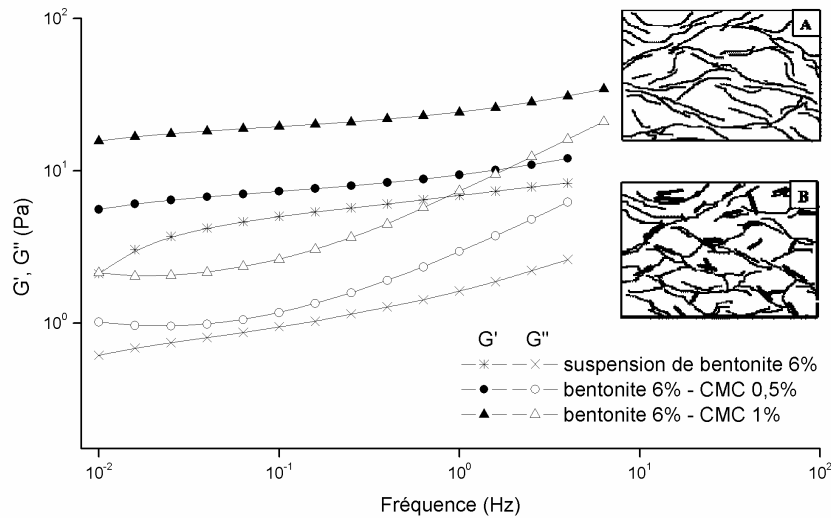 10²
10¹
10⁰
G', G'' (Pa)
A
B
G' G''
suspension de bentonite 6%
bentonite 6% - CMC 0,5%
bentonite 6% - CMC 1%
10⁻² 10⁻¹ 10⁰ 10¹ 10²
Fréquence (Hz)